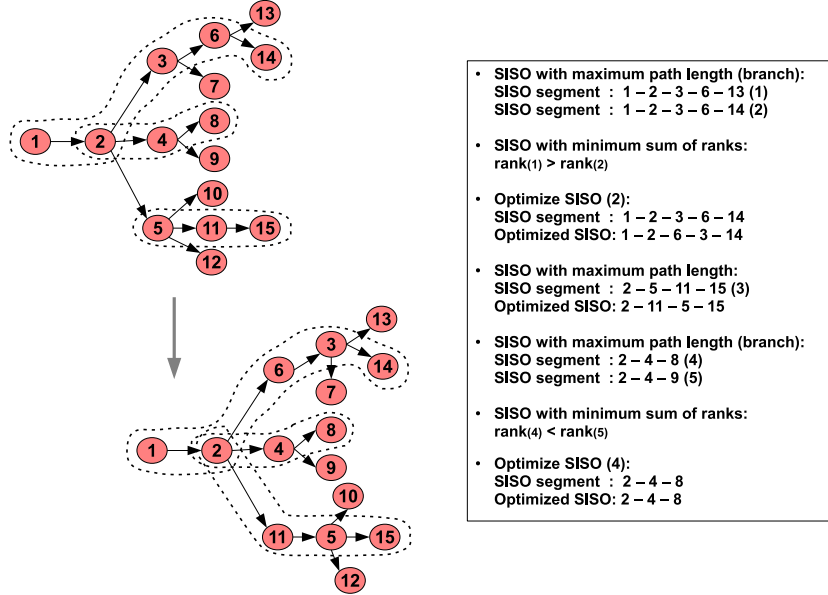 13
6
3
14
7
8
1
2
4
9
10
5
11
15
12
13
3
6
14
7
8
1
2
4
9
10
11
5
15
12
• SISO with maximum path length (branch):
SISO segment : 1 – 2 – 3 – 6 – 13 (1)
SISO segment : 1 – 2 – 3 – 6 – 14 (2)
• SISO with minimum sum of ranks:
rank(1) > rank(2)
• Optimize SISO (2):
SISO segment : 1 – 2 – 3 – 6 – 14
Optimized SISO: 1 – 2 – 6 – 3 – 14
• SISO with maximum path length:
SISO segment : 2 – 5 – 11 – 15 (3)
Optimized SISO: 2 – 11 – 5 – 15
• SISO with maximum path length (branch):
SISO segment : 2 – 4 – 8 (4)
SISO segment : 2 – 4 – 9 (5)
• SISO with minimum sum of ranks:
rank(4) < rank(5)
• Optimize SISO (4):
SISO segment : 2 – 4 – 8
Optimized SISO: 2 – 4 – 8